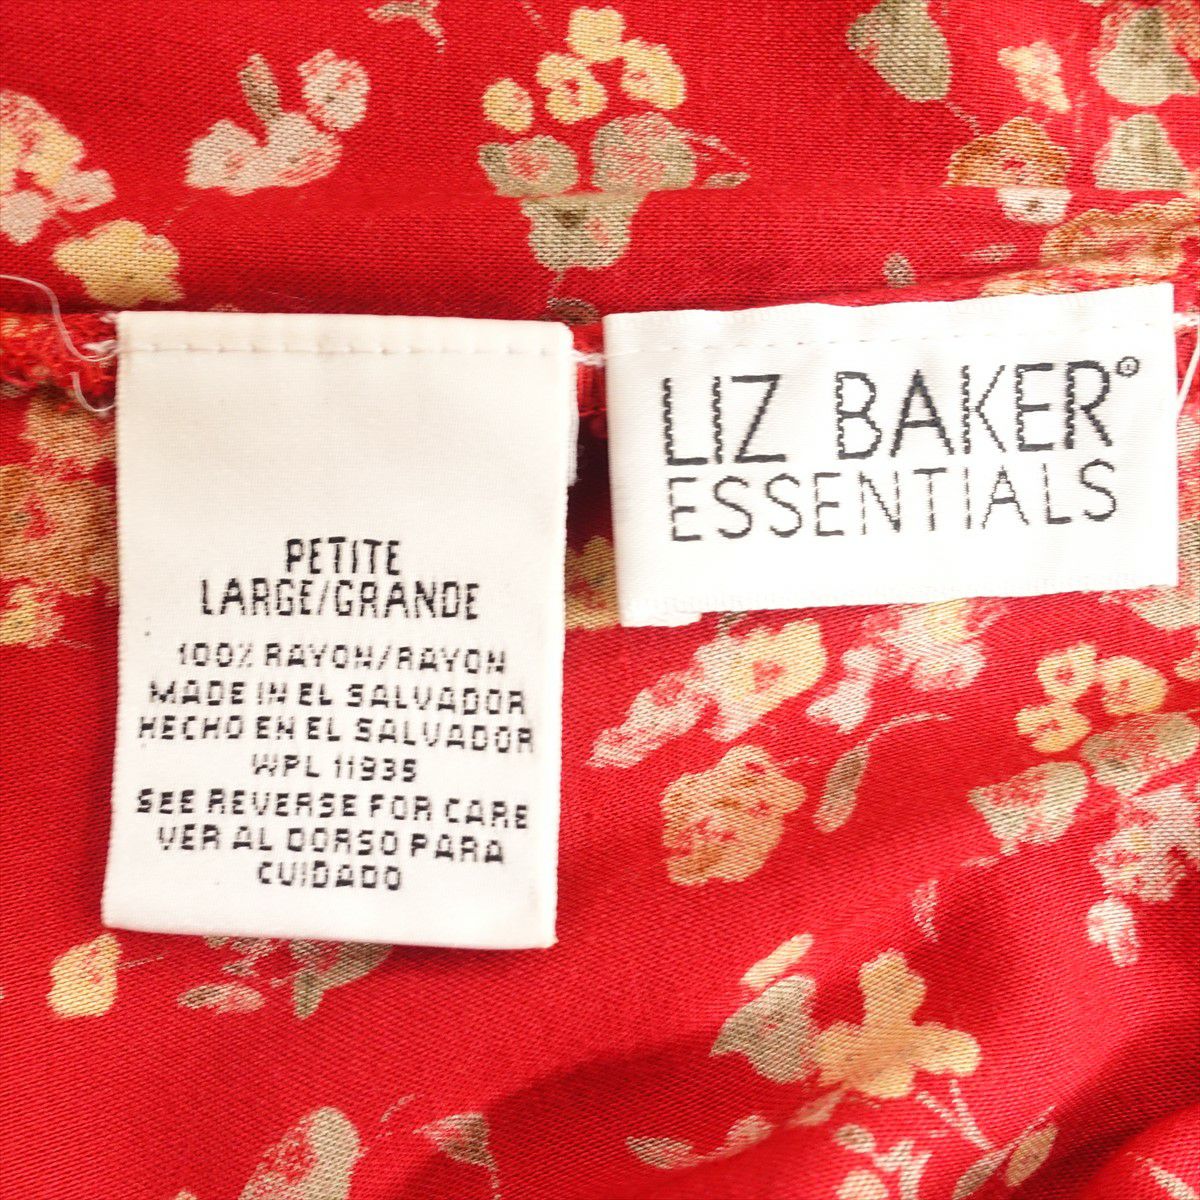 PETITE
LARGE/GRANDE
100% RAYON/RAYON
MADE IN EL SALVADOR
HECHO EN EL SALVADOR
WPL 11935
SEE REVERSE FOR CARE
VER AL DORSO PARA
CUIDADO
LIZ BAKER®
ESSENTIALS